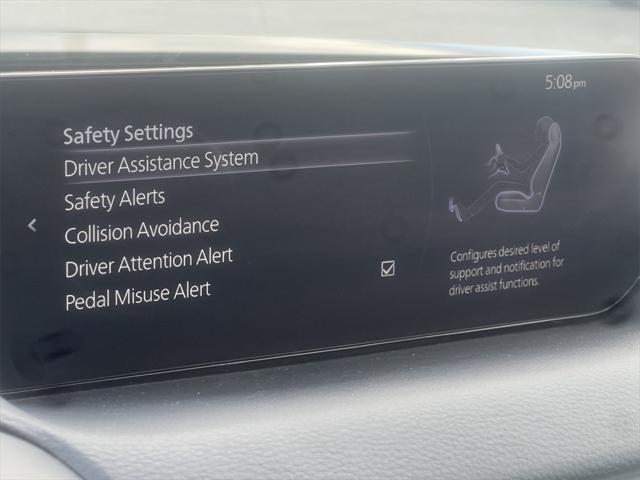 5:08pm
Safety Settings
Driver Assistance System
Safety Alerts
Collision Avoidance
Driver Attention Alert
Pedal Misuse Alert
Configures desired level of
support and notification for
driver assist functions.